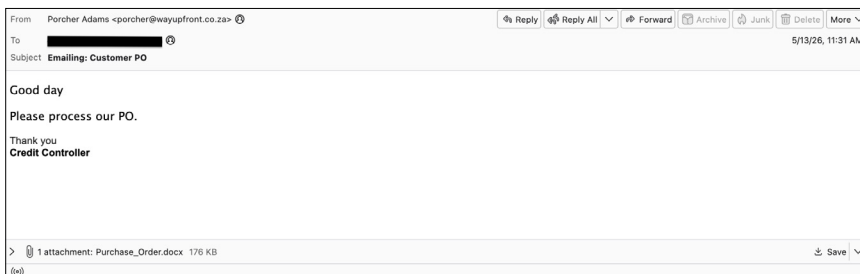 From Porcher Adams <porcher@wayupfront.co.za> Reply Reply All Forward Archive Junk Delete More
To 5/13/26, 11:31 AM
Subject Emailing: Customer PO
Good day
Please process our PO.
Thank you
Credit Controller
1 attachment: Purchase_Order.docx 176 KB Save